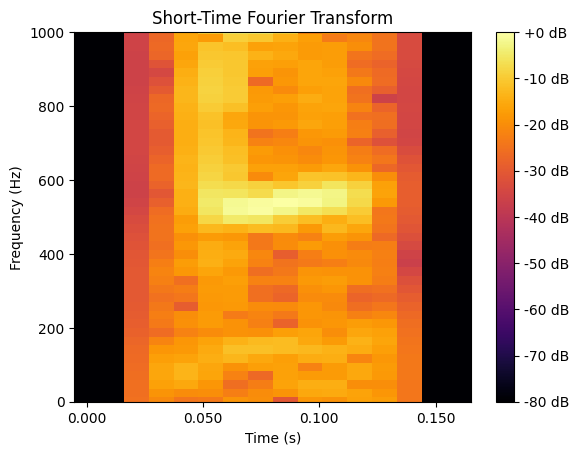 Short-Time Fourier Transform
1000
800
600
400
200
0
Frequency (Hz)
0.000
0.050
0.100
0.150
Time (s)
+0 dB
-10 dB
-20 dB
-30 dB
-40 dB
-50 dB
-60 dB
-70 dB
-80 dB